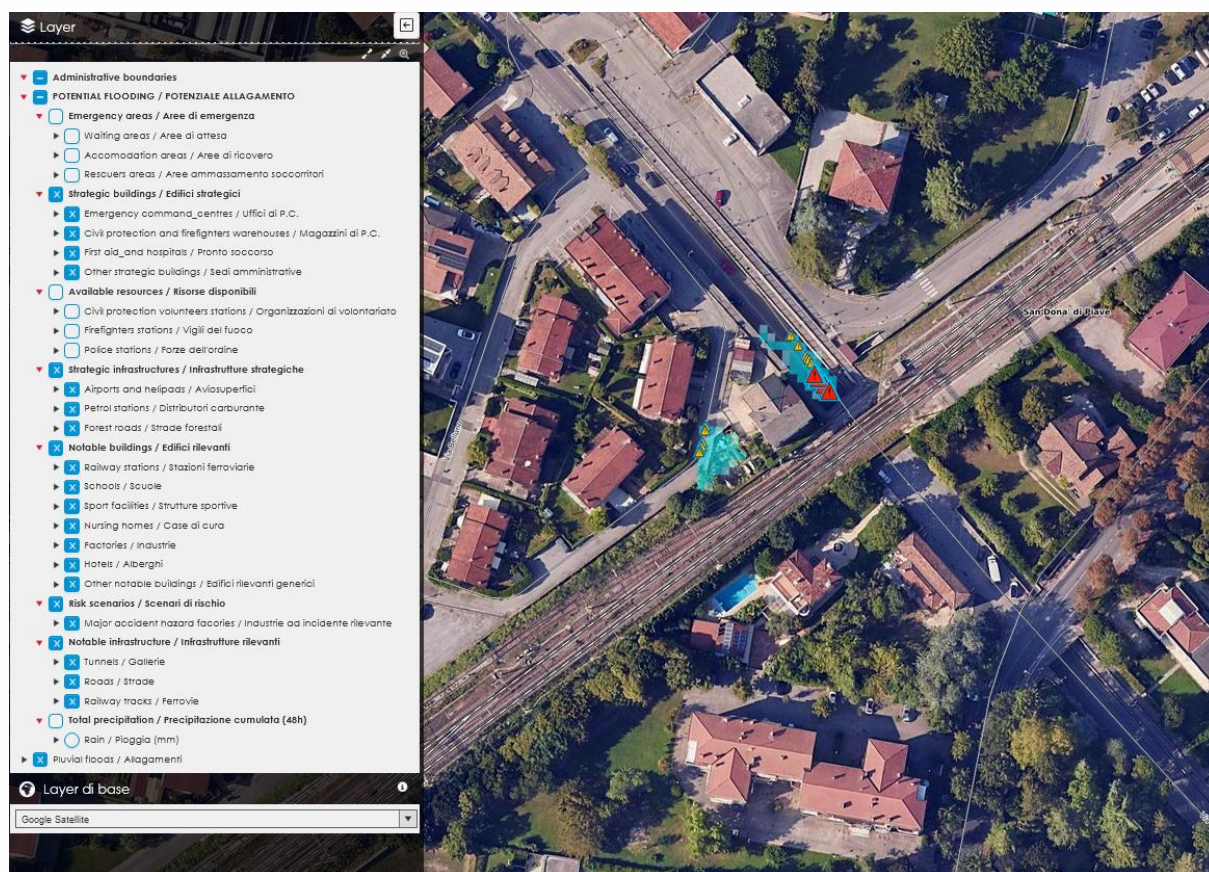 Layer
Administrative boundaries
POTENTIAL FLOODING / POTENZIALE ALLAGAMENTO
Emergency areas / Aree di emergenza
Waiting areas / Aree di attesa
Accomodation areas / Aree di ricovero
Rescuers areas / Aree ammassamento soccorritori
Strategic buildings / Edifici strategici
Emergency command_centres / Uffici di P.C.
Civil protection and firefighters warehouses / Magazzini di P.C.
First aid_and hospitals / Pronto soccorso
Other strategic buildings / Sedi amministrative
Available resources / Risorse disponibili
Civil protection volunteers stations / Organizzazioni di volontariato
Firefighters stations / Vigili del fuoco
Police stations / Forze dell'ordine
Strategic infrastructures / Infrastrutture strategiche
Airports and helipads / Aviosuperfici
Petrol stations / Distributori carburante
Forest roads / Strade forestali
Notable buildings / Edifici rilevanti
Railway stations / Stazioni ferroviarie
Schools / Scuole
Sport facilities / Strutture sportive
Nursing homes / Case di cura
Factories / Industrie
Hotels / Alberghi
Other notable buildings / Edifici rilevanti generici
Risk scenarios / Scenari di rischio
Major accident hazard facories / Industrie ad incidente rilevante
Notable infrastructure / Infrastrutture rilevanti
Tunnels / Gallerie
Roads / Strade
Railway tracks / Ferrovie
Total precipitation / Precipitazione cumulata (48h)
Rain / Pioggia (mm)
Pluvial floods / Allagamenti
Layer di base
Google Satellite
San Dona' di Piave